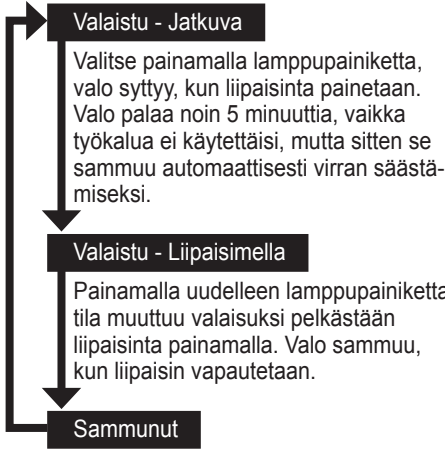 Valaistu - Jatkuva
Valitse painamalla lamppupainiketta,
valo syttyy, kun liipaisinta painetaan.
Valo palaa noin 5 minuuttia, vaikka
työkalua ei käytettäisi, mutta sitten se
sammuu automaattisesti virran säästä-
miseksi.
Valaistu - Liipaisimella
Painamalla uudelleen lamppupainiketta
tila muuttuu valaisuksi pelkästään
liipaisinta painamalla. Valo sammuu,
kun liipaisin vapautetaan.
Sammunut